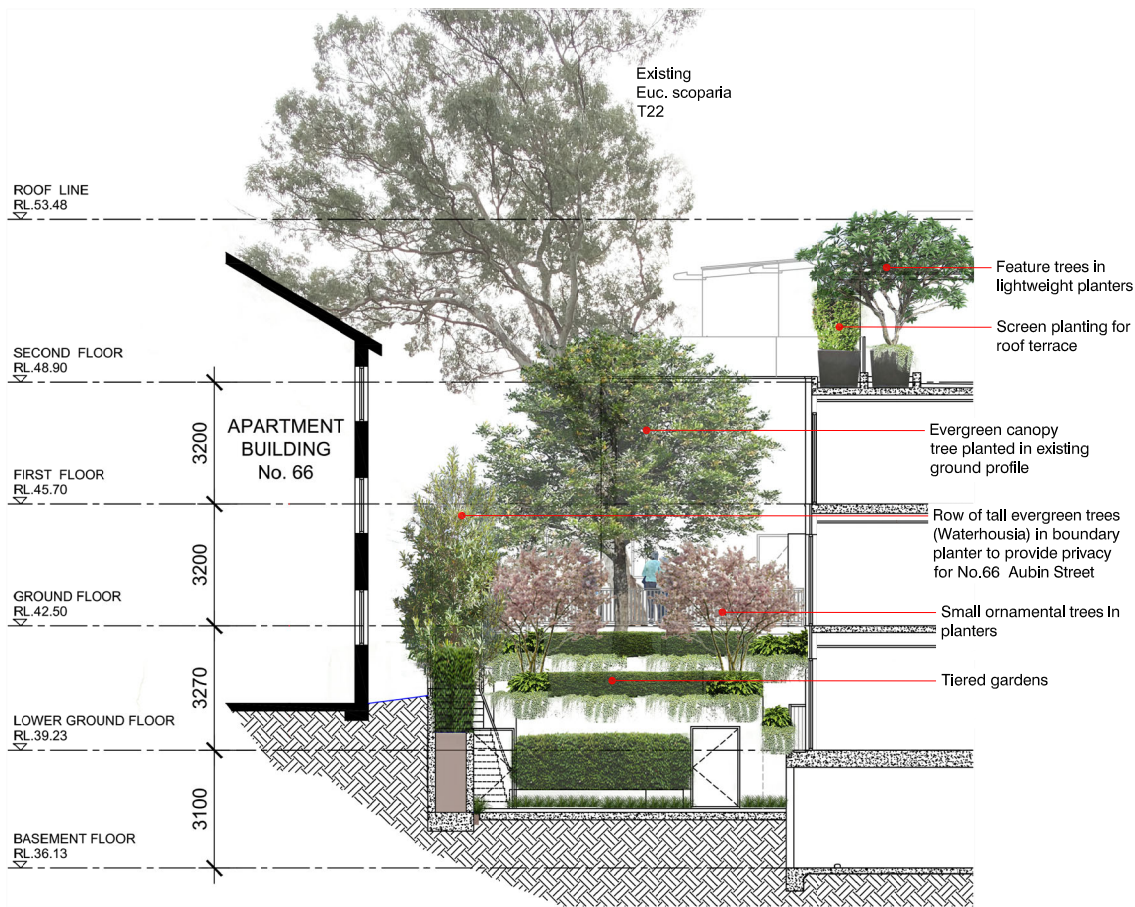 Existing
Euc. scoparia
T22
ROOF LINE
RL.53.48
Feature trees in
lightweight planters
Screen planting for
roof terrace
SECOND FLOOR
RL.48.90
3200
APARTMENT
BUILDING
No. 66
Evergreen canopy
tree planted in existing
ground profile
FIRST FLOOR
RL.45.70
Row of tall evergreen trees
(Waterhousia) in boundary
planter to provide privacy
for No.66 Aubin Street
3200
GROUND FLOOR
RL.42.50
Small ornamental trees In
planters
3270
Tiered gardens
LOWER GROUND FLOOR
RL.39.23
3100
BASEMENT FLOOR
RL.36.13